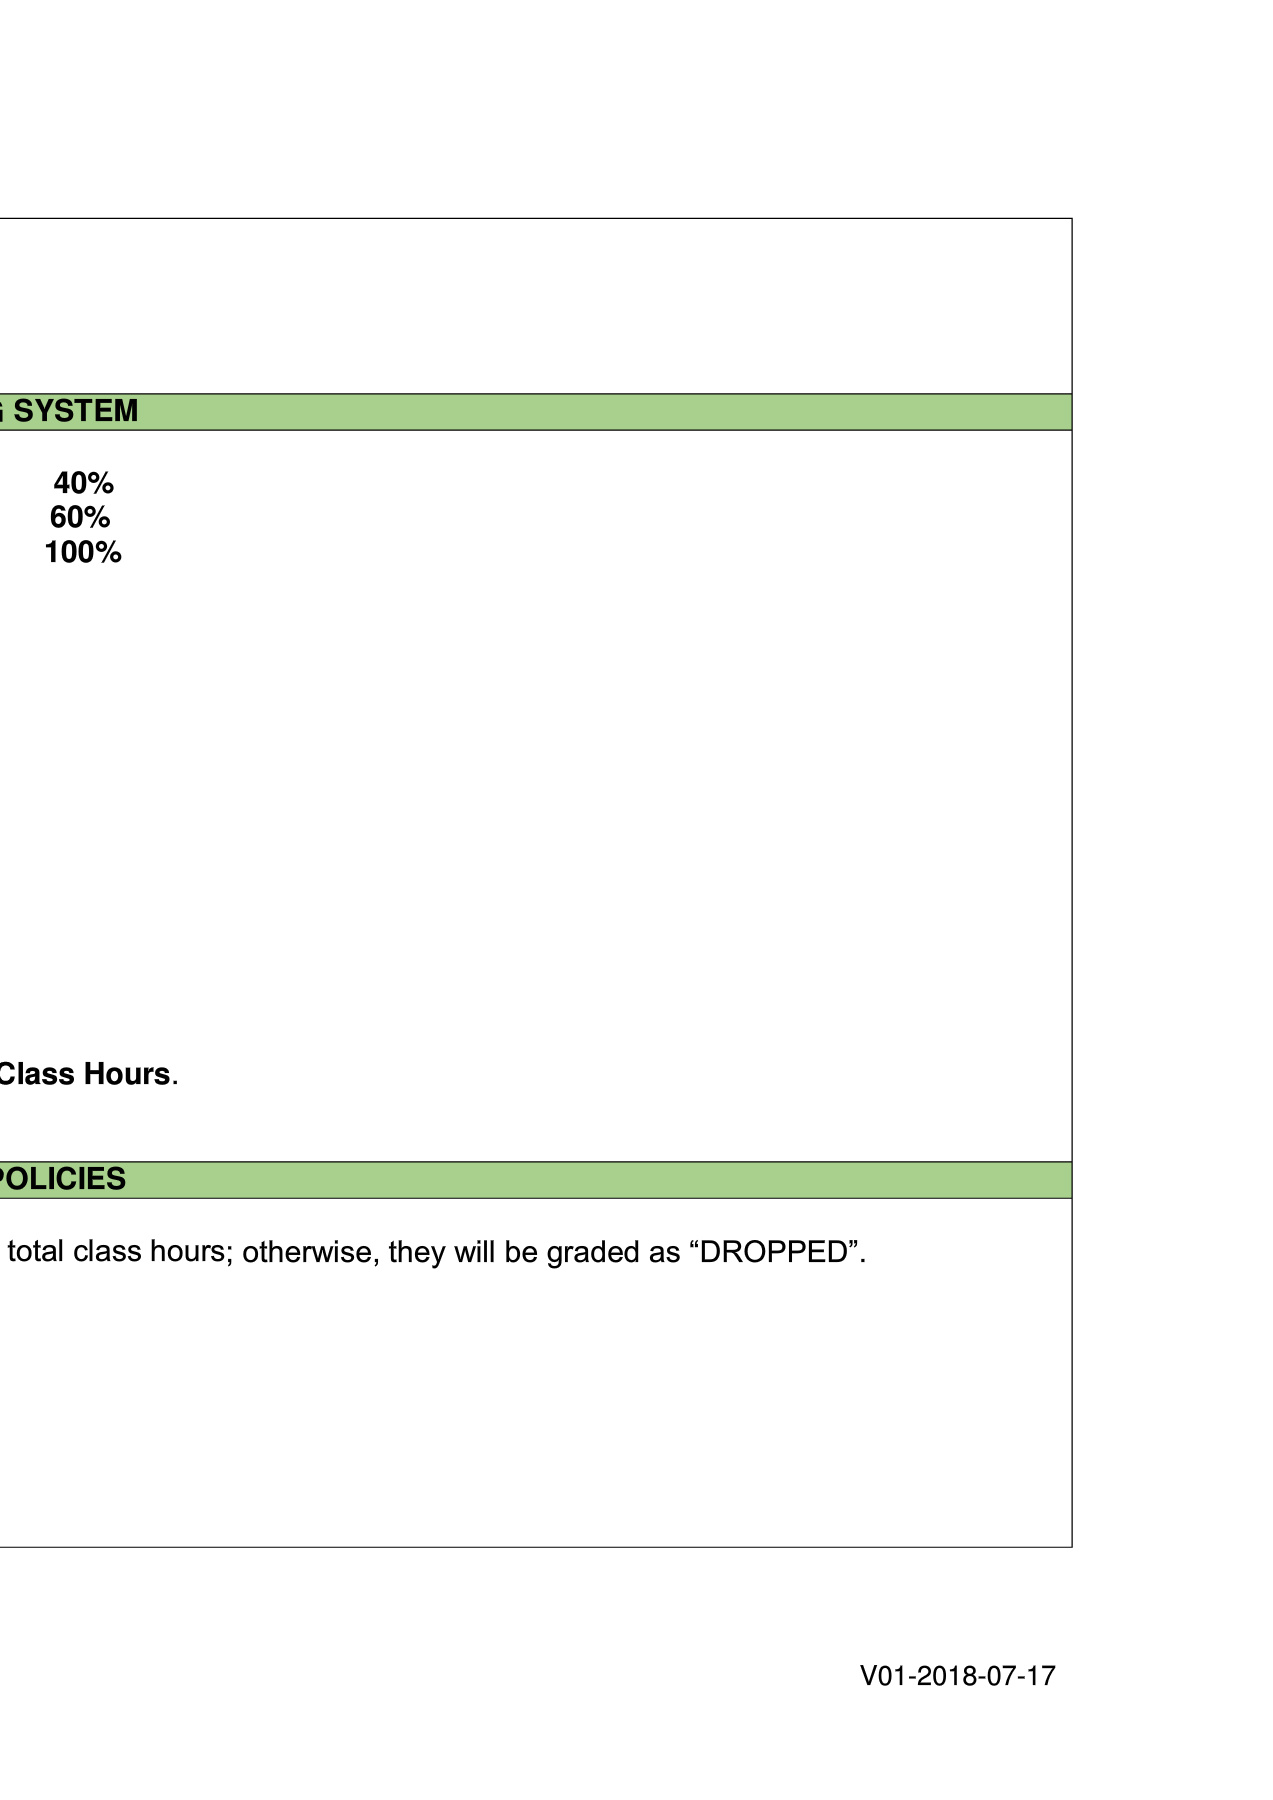 SYSTEM
40%
60%
100%
Class Hours.
POLICIES
total class hours; otherwise, they will be graded as “DROPPED”.
V01-2018-07-17